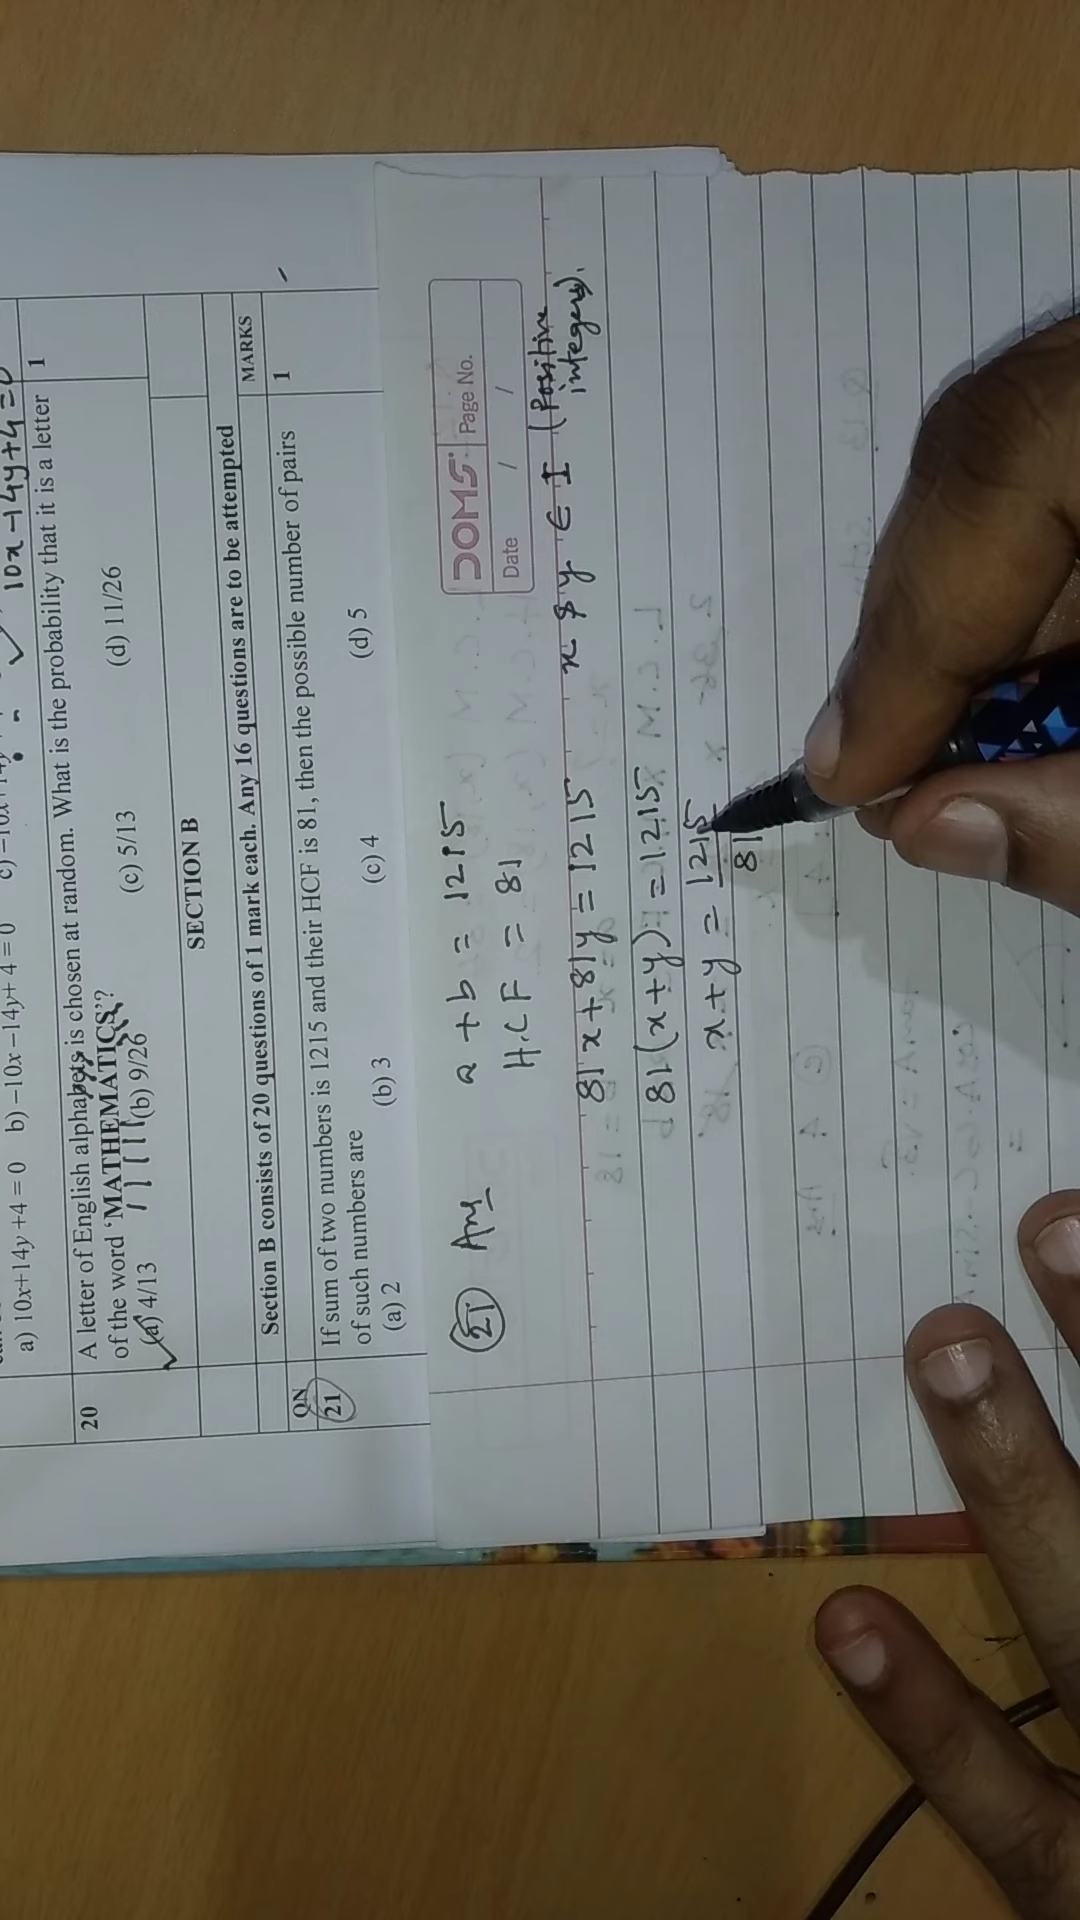 10x+14y+4=0
a) 10x+14y+4 = 0 b) −10x−14y+ 4 = 0
20 A letter of English alphabets is chosen at random. What is the probability that it is a letter 1
of the word ‘MATHEMATICS’?
(a) 4/13 (b) 9/26 (c) 5/13 (d) 11/26
SECTION B
Section B consists of 20 questions of 1 mark each. Any 16 questions are to be attempted
QN MARKS
21 If sum of two numbers is 1215 and their HCF is 81, then the possible number of pairs 1
of such numbers are
(a) 2 (b) 3 (c) 4 (d) 5
DOMS Page No.
Date / /
21 Ans a + b = 1215
H.C.F = 81
81x+81y = 1215 x & y ∈ I (Positive
integers).
81(x+y) = 1215
x+y = 1215
81